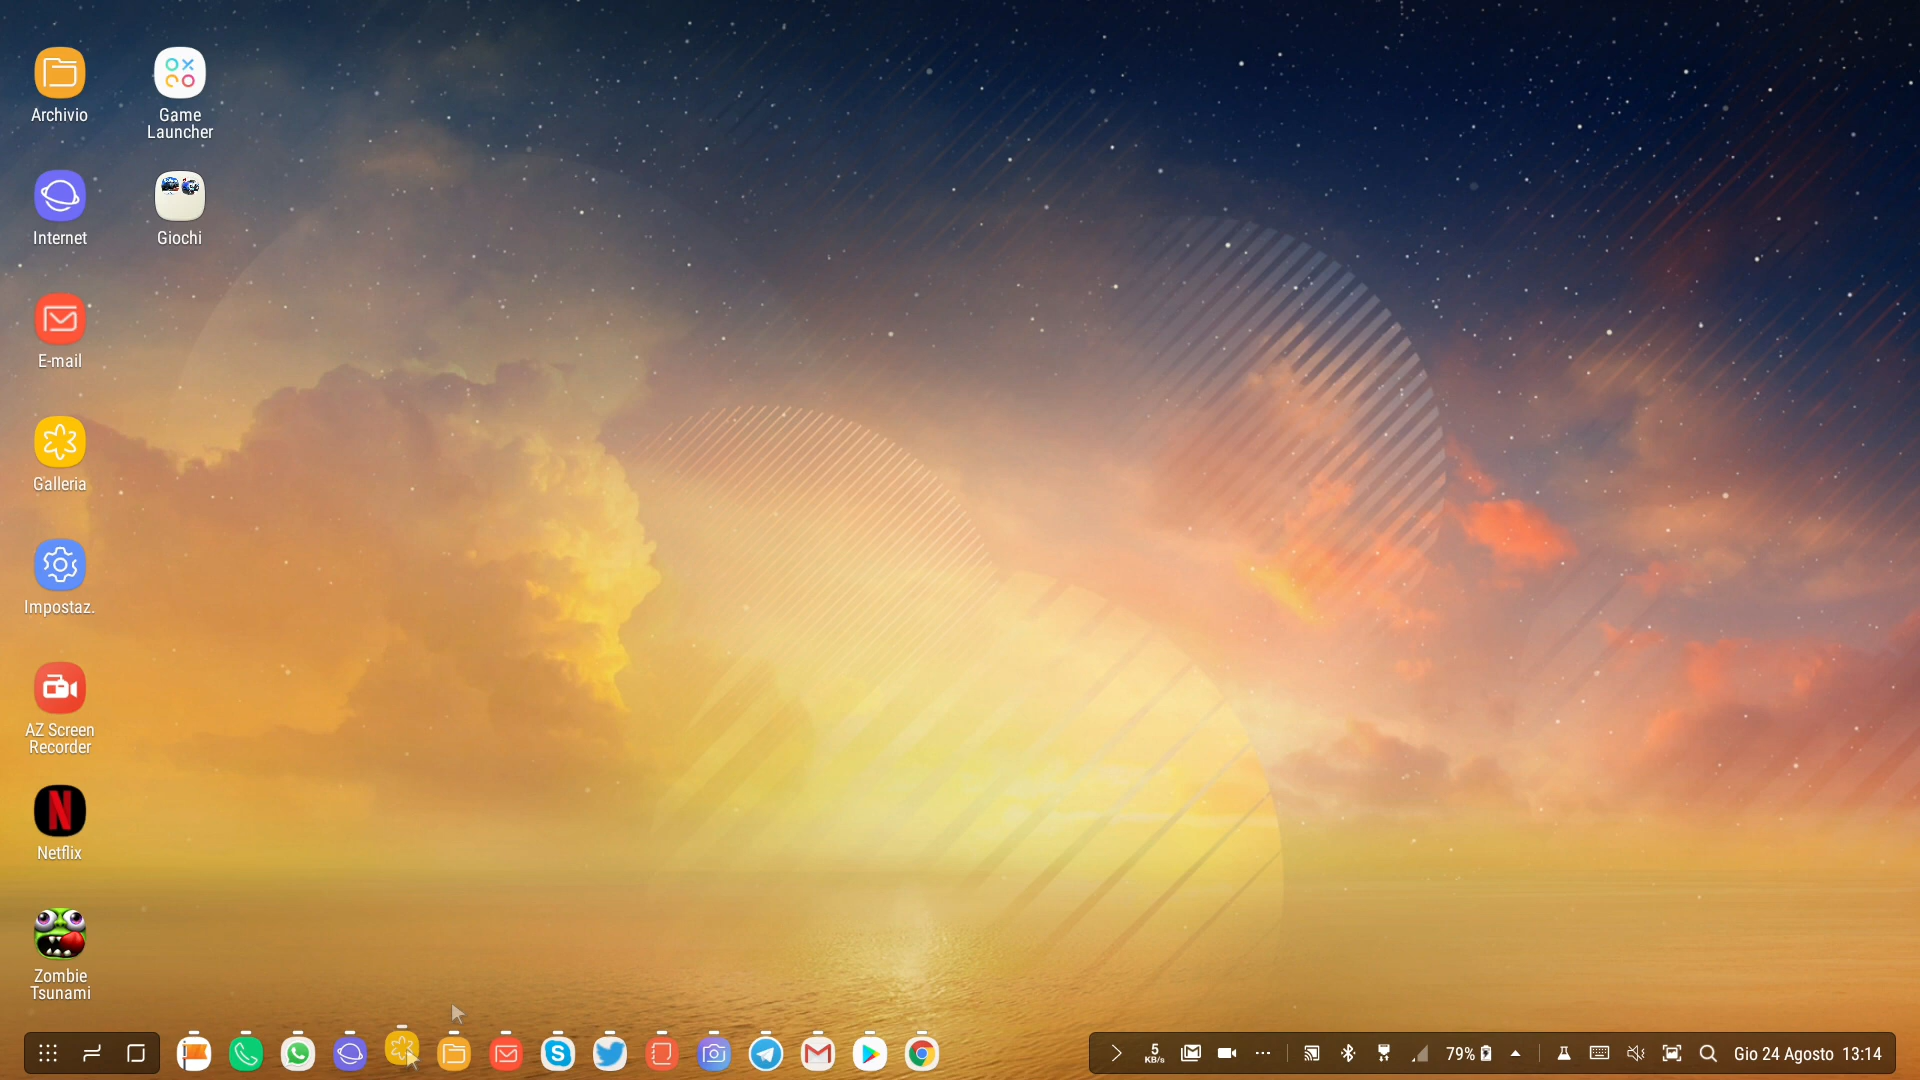 Archivio
Game
Launcher
Internet
Giochi
E-mail
Galleria
Impostaz.
AZ Screen
Recorder
N
Netflix
Zombie
Tsunami
5
KB/s
79%
Gio 24 Agosto 13:14